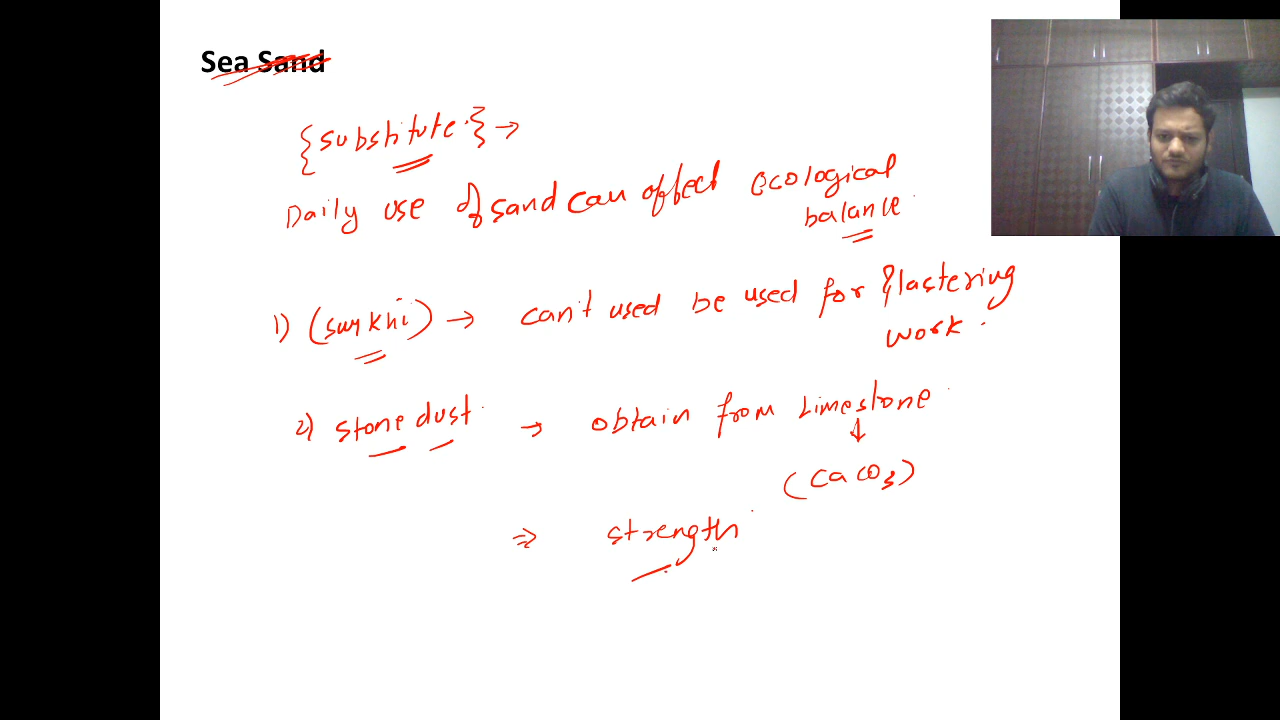 Sea Sand
{substitute.} →
Daily use of sand can affect ecological
balance.
1) (surkhi) → can't used be used for plastering
work.
2) stone dust → obtain from limestone
↓
(CaCO3)
⇒ strength